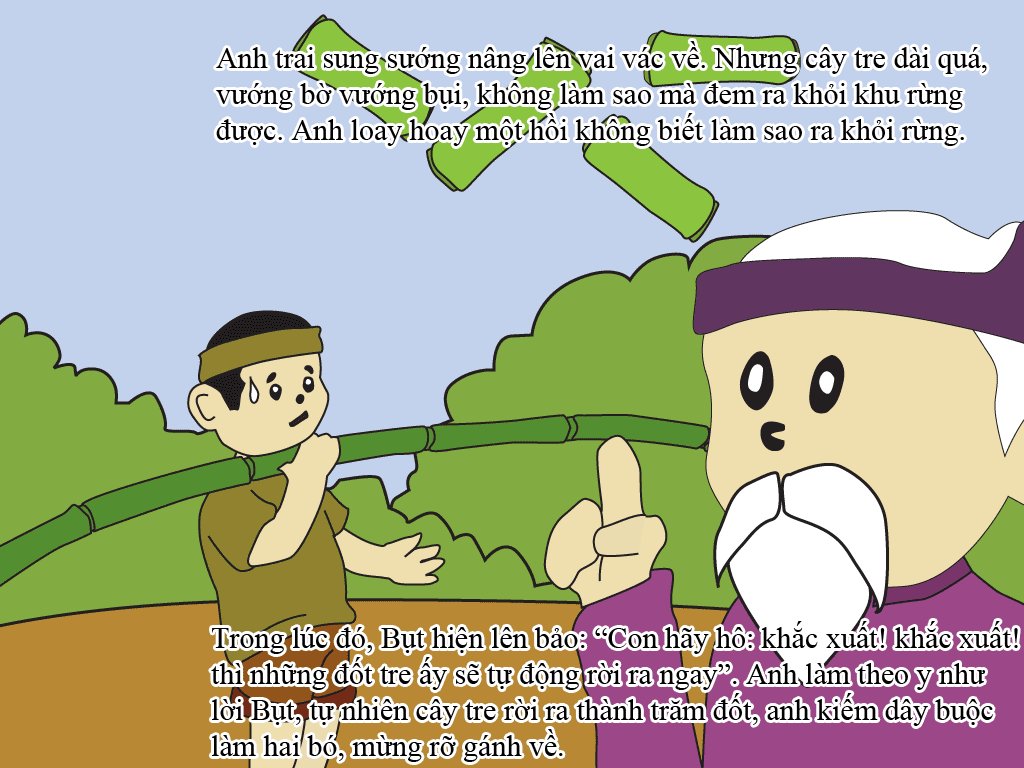 Anh trai sung sướng nâng lên vai vác về. Nhưng cây tre dài quá,
vướng bờ vướng bụi, không làm sao mà đem ra khỏi khu rừng
được. Anh loay hoay một hồi không biết làm sao ra khỏi rừng.
Trong lúc đó, Bụt hiện lên bảo: “Con hãy hô: khắc xuất! khắc xuất!
thì những đốt tre ấy sẽ tự động rời ra ngay”. Anh làm theo y như
lời Bụt, tự nhiên cây tre rời ra thành trăm đốt, anh kiếm dây buộc
làm hai bó, mừng rỡ gánh về.